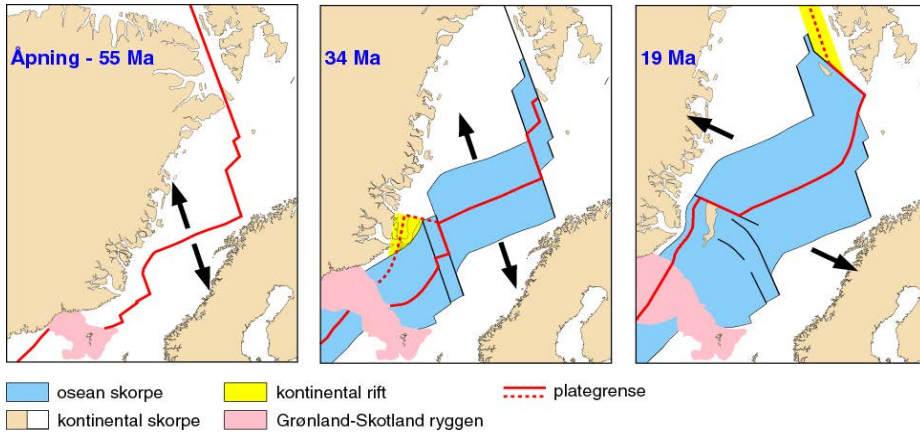 Åpning - 55 Ma
34 Ma
19 Ma
osean skorpe
kontinental rift
plategrense
kontinental skorpe
Grønland-Skotland ryggen